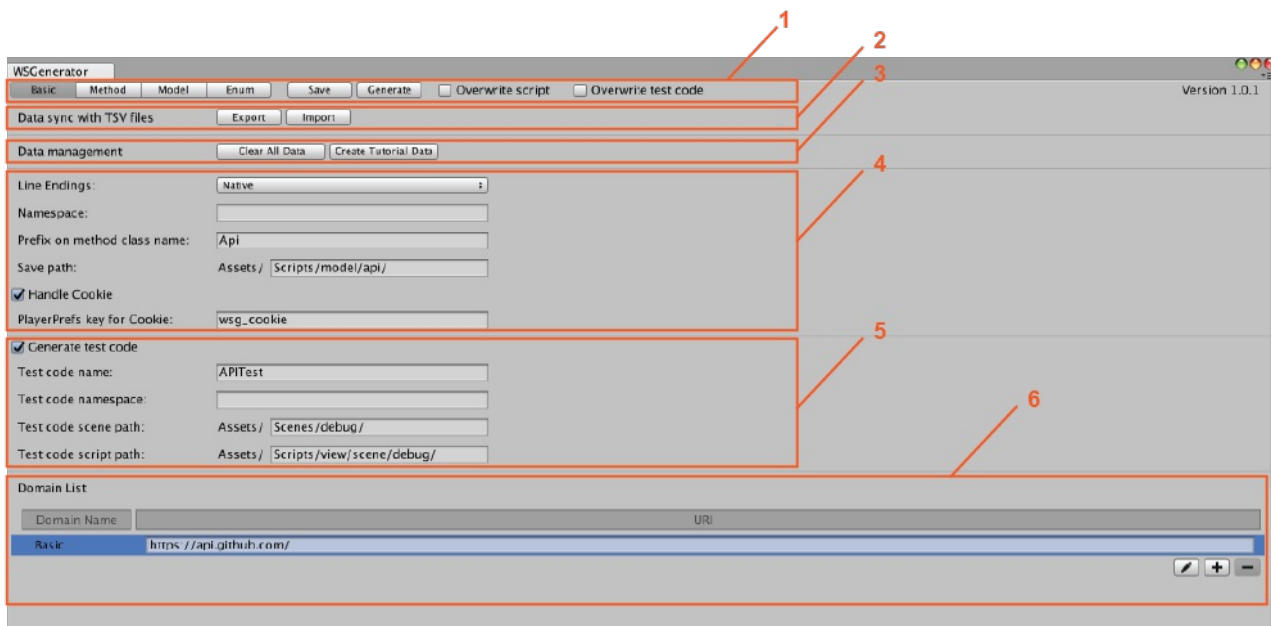 1
2
3
WSGenerator
Basic Method Model Enum Save Generate Overwrite script Overwrite test code Version 1.0.1
Data sync with TSV files Export Import
Data management Clear All Data Create Tutorial Data
4
Line Endings: Native
Namespace:
Prefix on method class name: Api
Save path: Assets/ Scripts/model/api/
Handle Cookie
PlayerPrefs key for Cookie: wsg_cookie
5
Generate test code
Test code name: APITest
Test code namespace:
6
Test code scene path: Assets/ Scenes/debug/
Test code script path: Assets/ Scripts/view/scene/debug/
Domain List
Domain Name URI
Basic https://api.github.com/